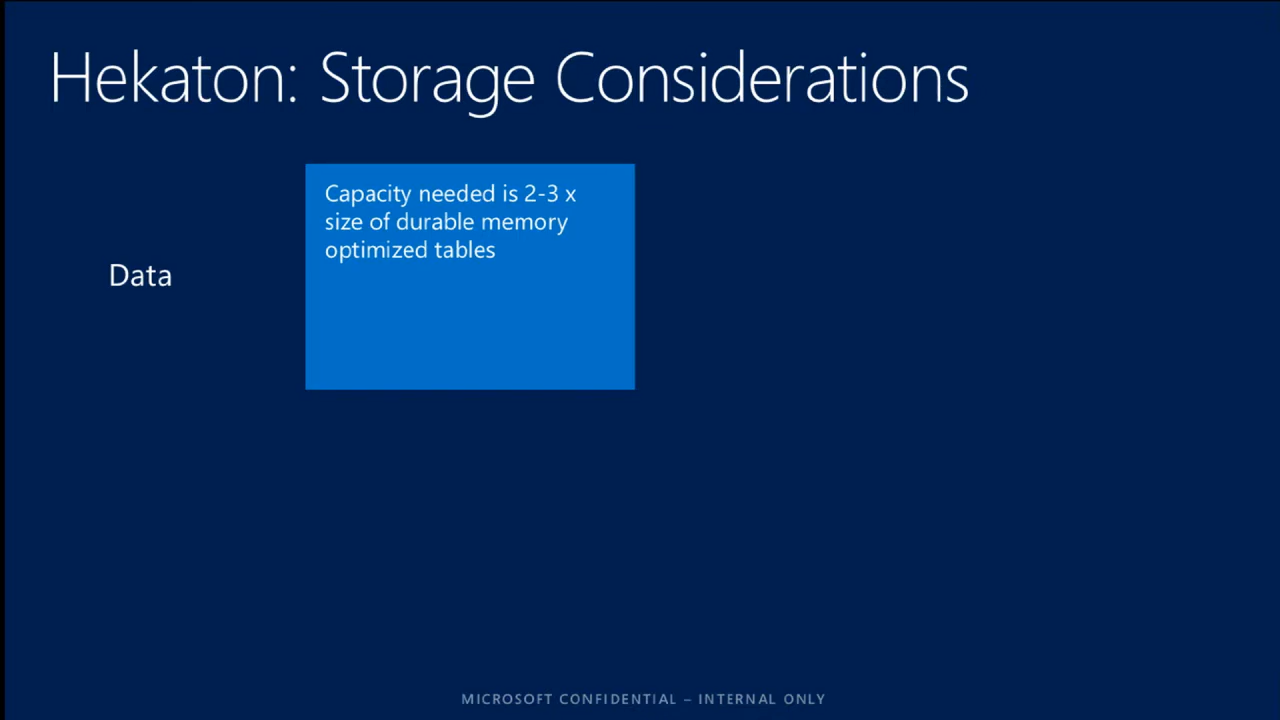 Hekaton: Storage Considerations
Capacity needed is 2-3 x
size of durable memory
optimized tables
Data
MICROSOFT CONFIDENTIAL – INTERNAL ONLY